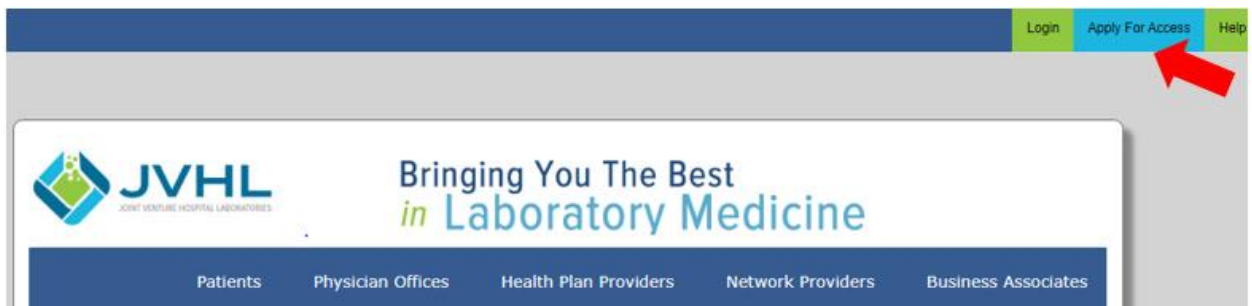 Login Apply For Access Help
JVHL
JOINT VENTURE HOSPITAL LABORATORIES
Bringing You The Best
in Laboratory Medicine
Patients Physician Offices Health Plan Providers Network Providers Business Associates